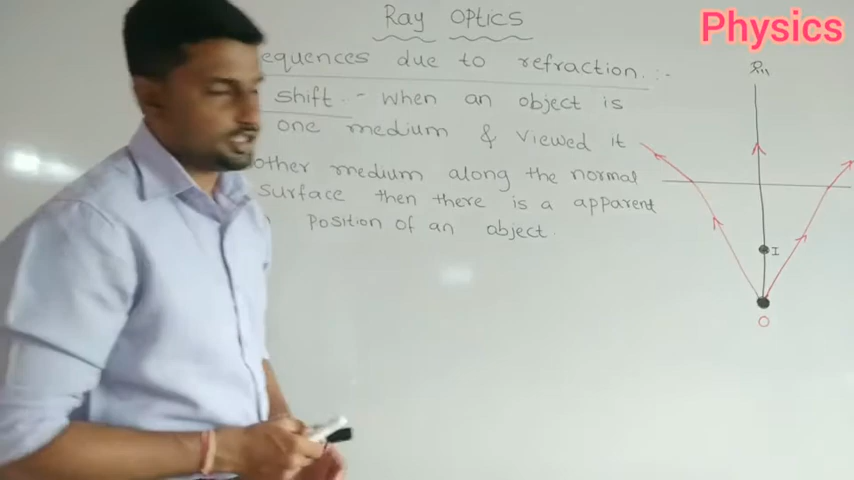 Ray Optics
Physics
equences due to refraction :-
shift :- when an object is
one medium & viewed it
other medium along the normal
surface then there is a apparent
position of an object.
I
O